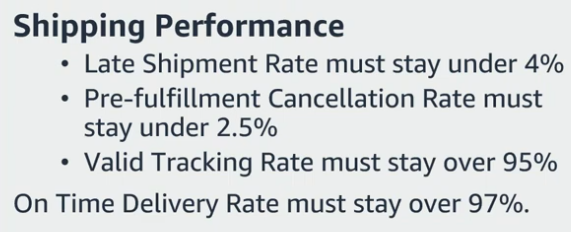 Shipping Performance
• Late Shipment Rate must stay under 4%
• Pre-fulfillment Cancellation Rate must
stay under 2.5%
• Valid Tracking Rate must stay over 95%
On Time Delivery Rate must stay over 97%.